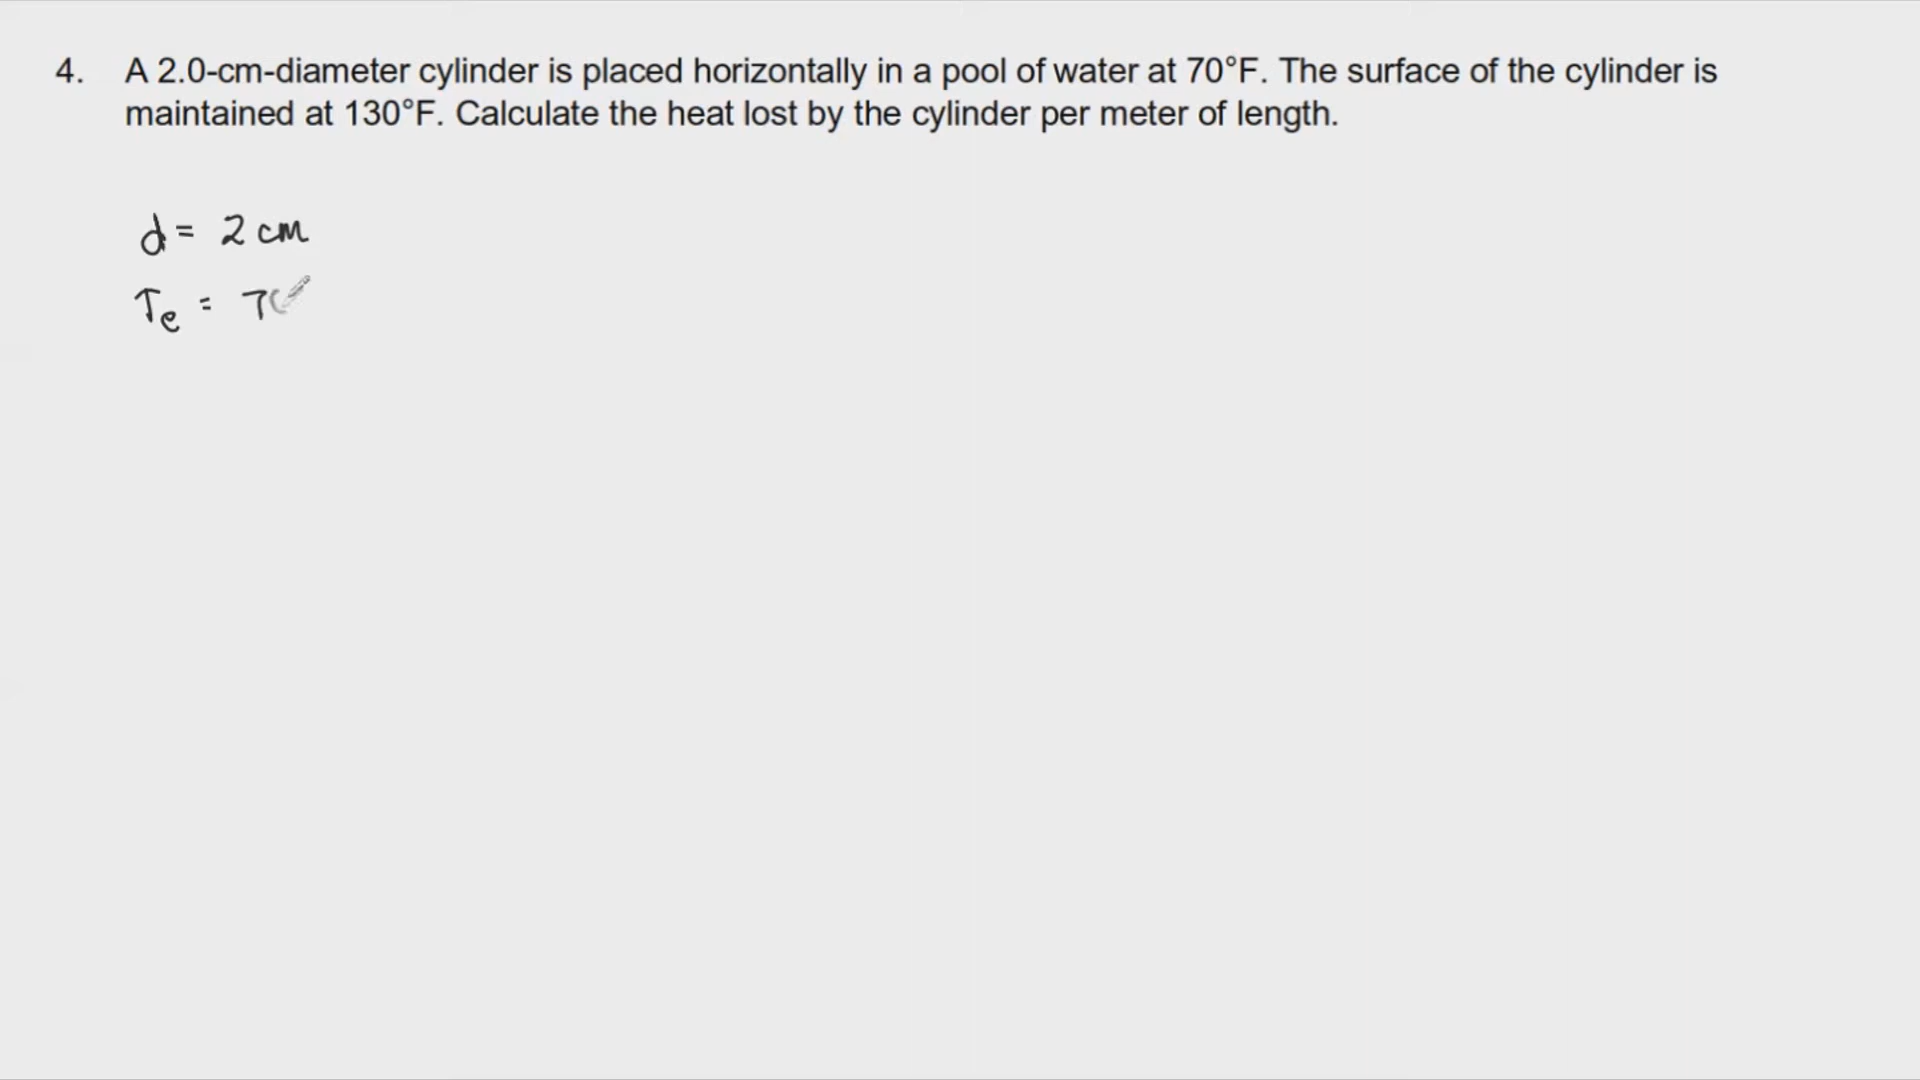 4. A 2.0-cm-diameter cylinder is placed horizontally in a pool of water at 70°F. The surface of the cylinder is
maintained at 130°F. Calculate the heat lost by the cylinder per meter of length.
d = 2 cm
Te = 70